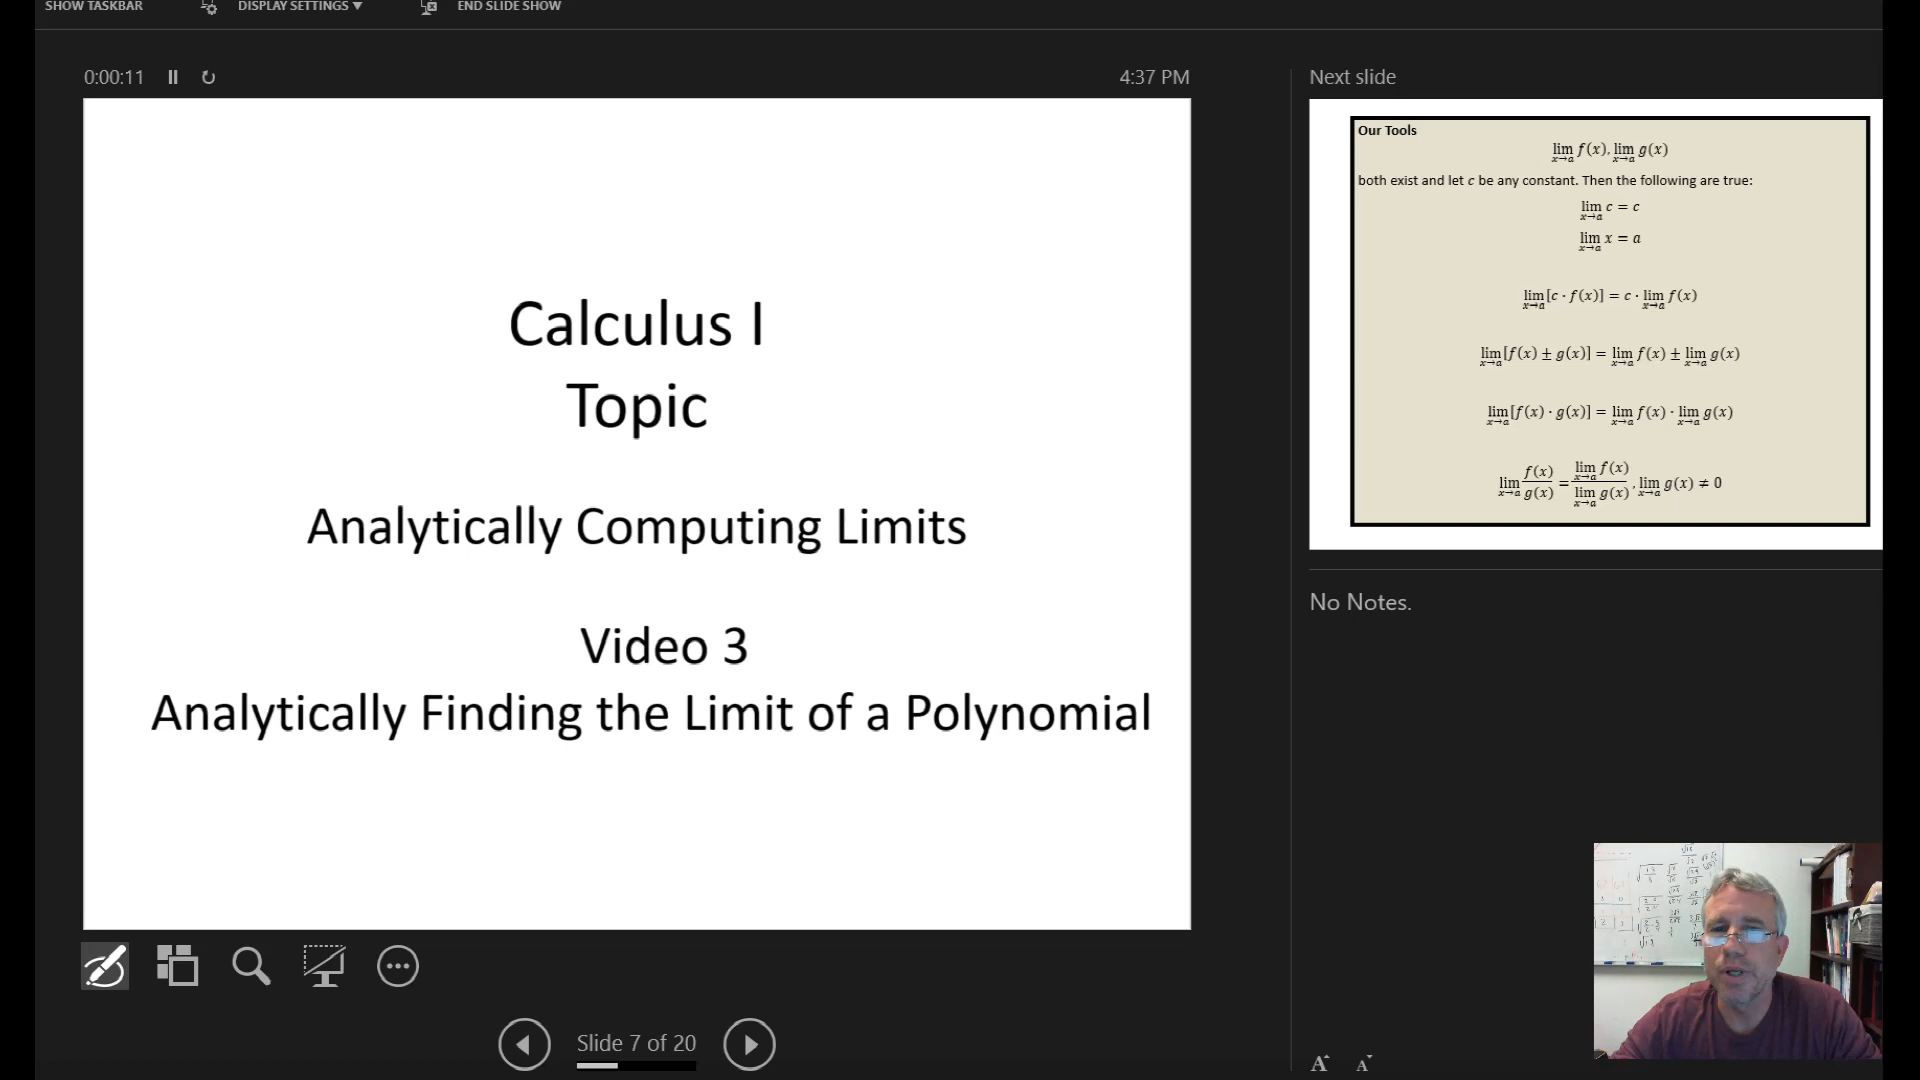 SHOW TASKBAR DISPLAY SETTINGS ▼ END SLIDE SHOW
0:00:11 4:37 PM
Calculus I
Topic
Analytically Computing Limits
Video 3
Analytically Finding the Limit of a Polynomial
Slide 7 of 20
Next slide
Our Tools
lim x→a f(x), lim x→a g(x)
both exist and let c be any constant. Then the following are true:
lim x→a c = c
lim x→a x = a
lim x→a [c · f(x)] = c · lim x→a f(x)
lim x→a [f(x) ± g(x)] = lim x→a f(x) ± lim x→a g(x)
lim x→a [f(x) · g(x)] = lim x→a f(x) · lim x→a g(x)
lim x→a f(x)/g(x) = lim x→a f(x) / lim x→a g(x) , lim x→a g(x) ≠ 0
No Notes.
A A